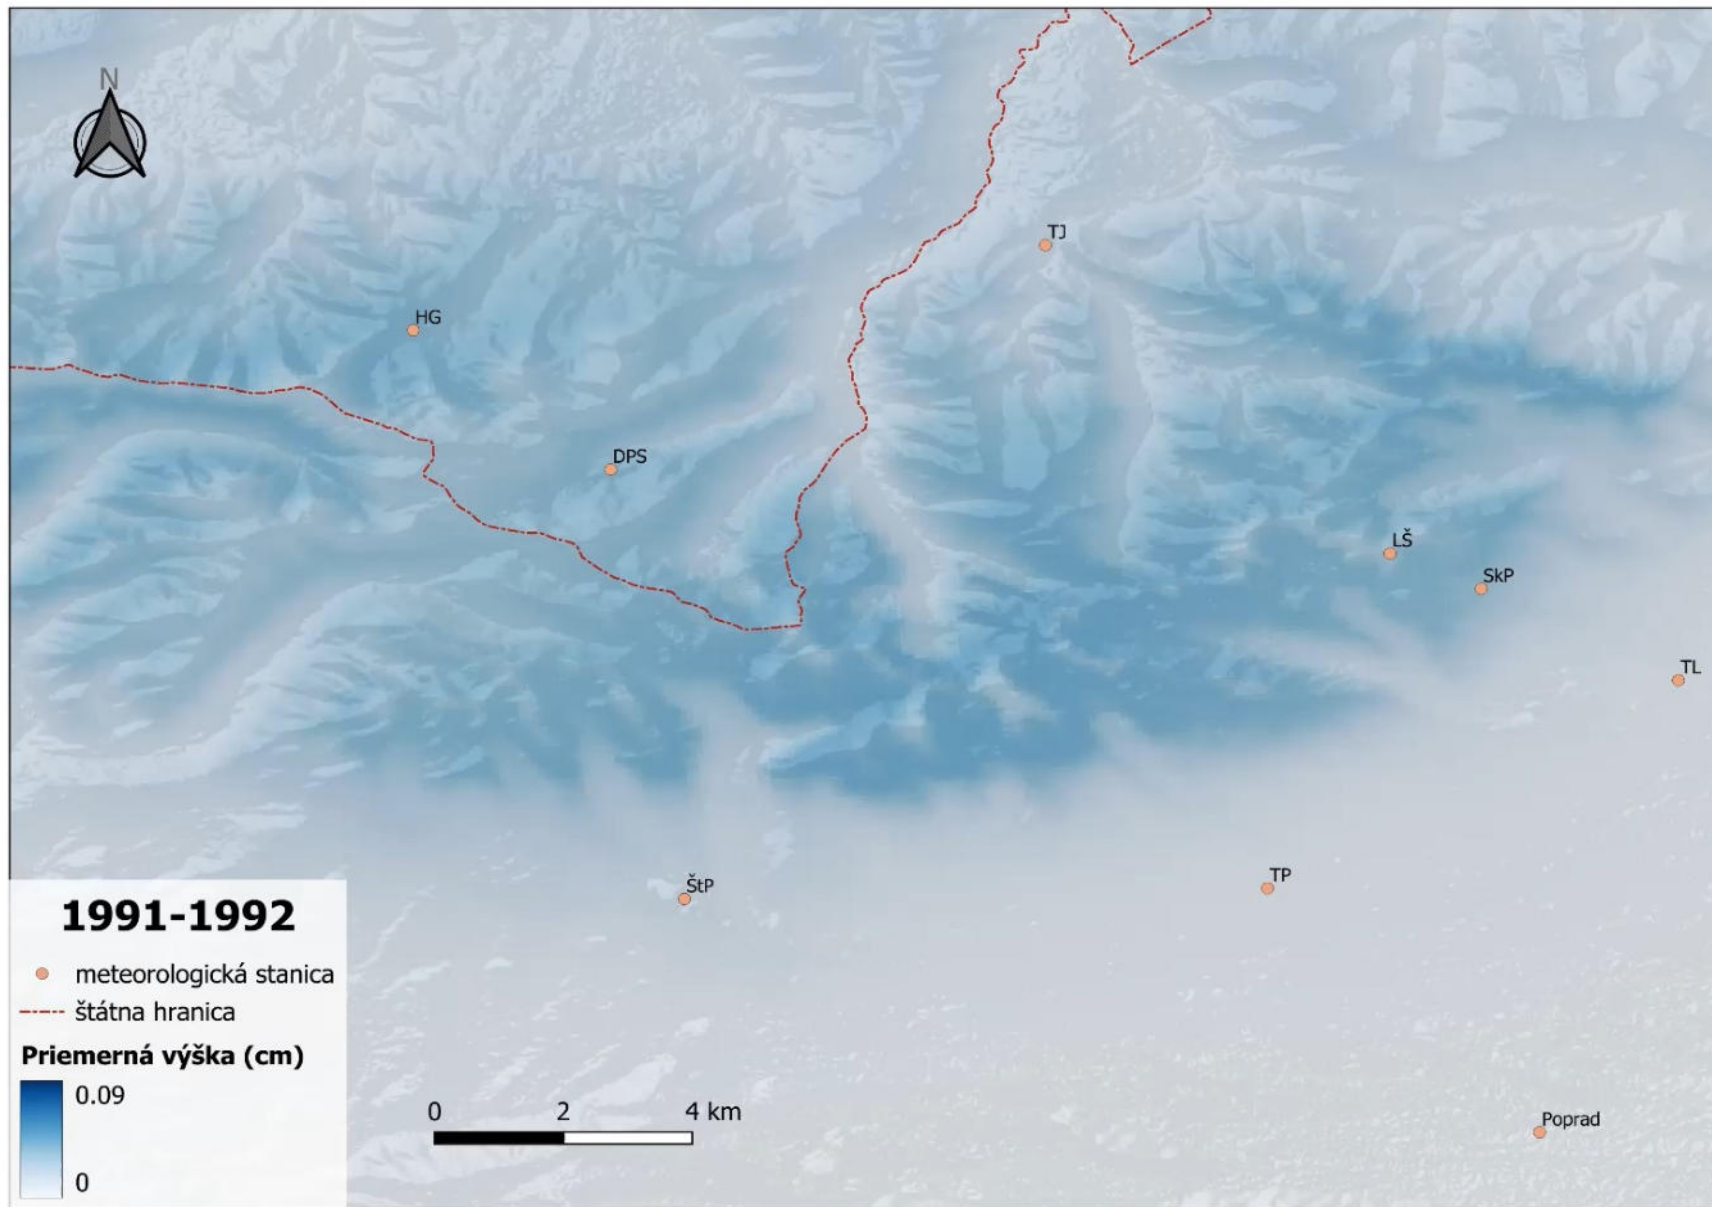 N
TJ
HG
DPS
LŠ
SkP
TL
ŠtP
TP
1991-1992
meteorologická stanica
štátna hranica
Priemerná výška (cm)
0.09
0
0 2 4 km
Poprad